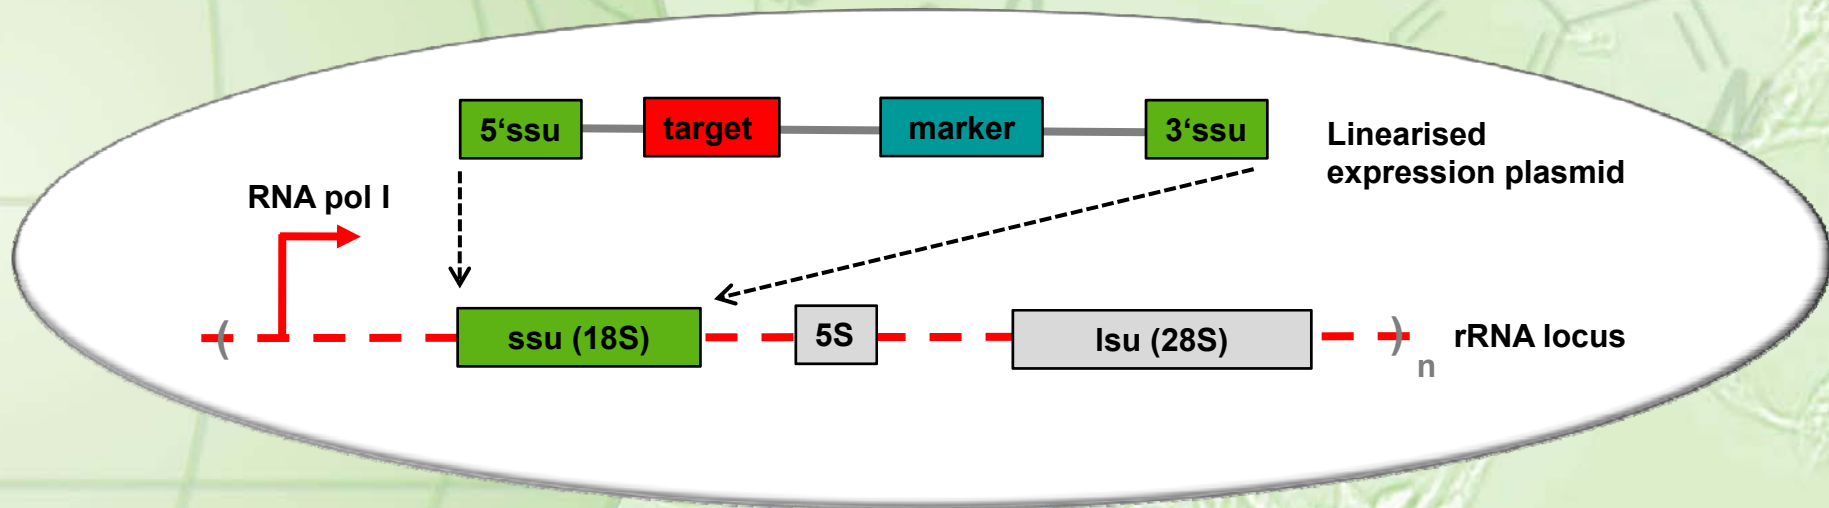 5‘ssu
target
marker
3‘ssu
Linearised
expression plasmid
RNA pol I
(
ssu (18S)
5S
lsu (28S)
)
n
rRNA locus